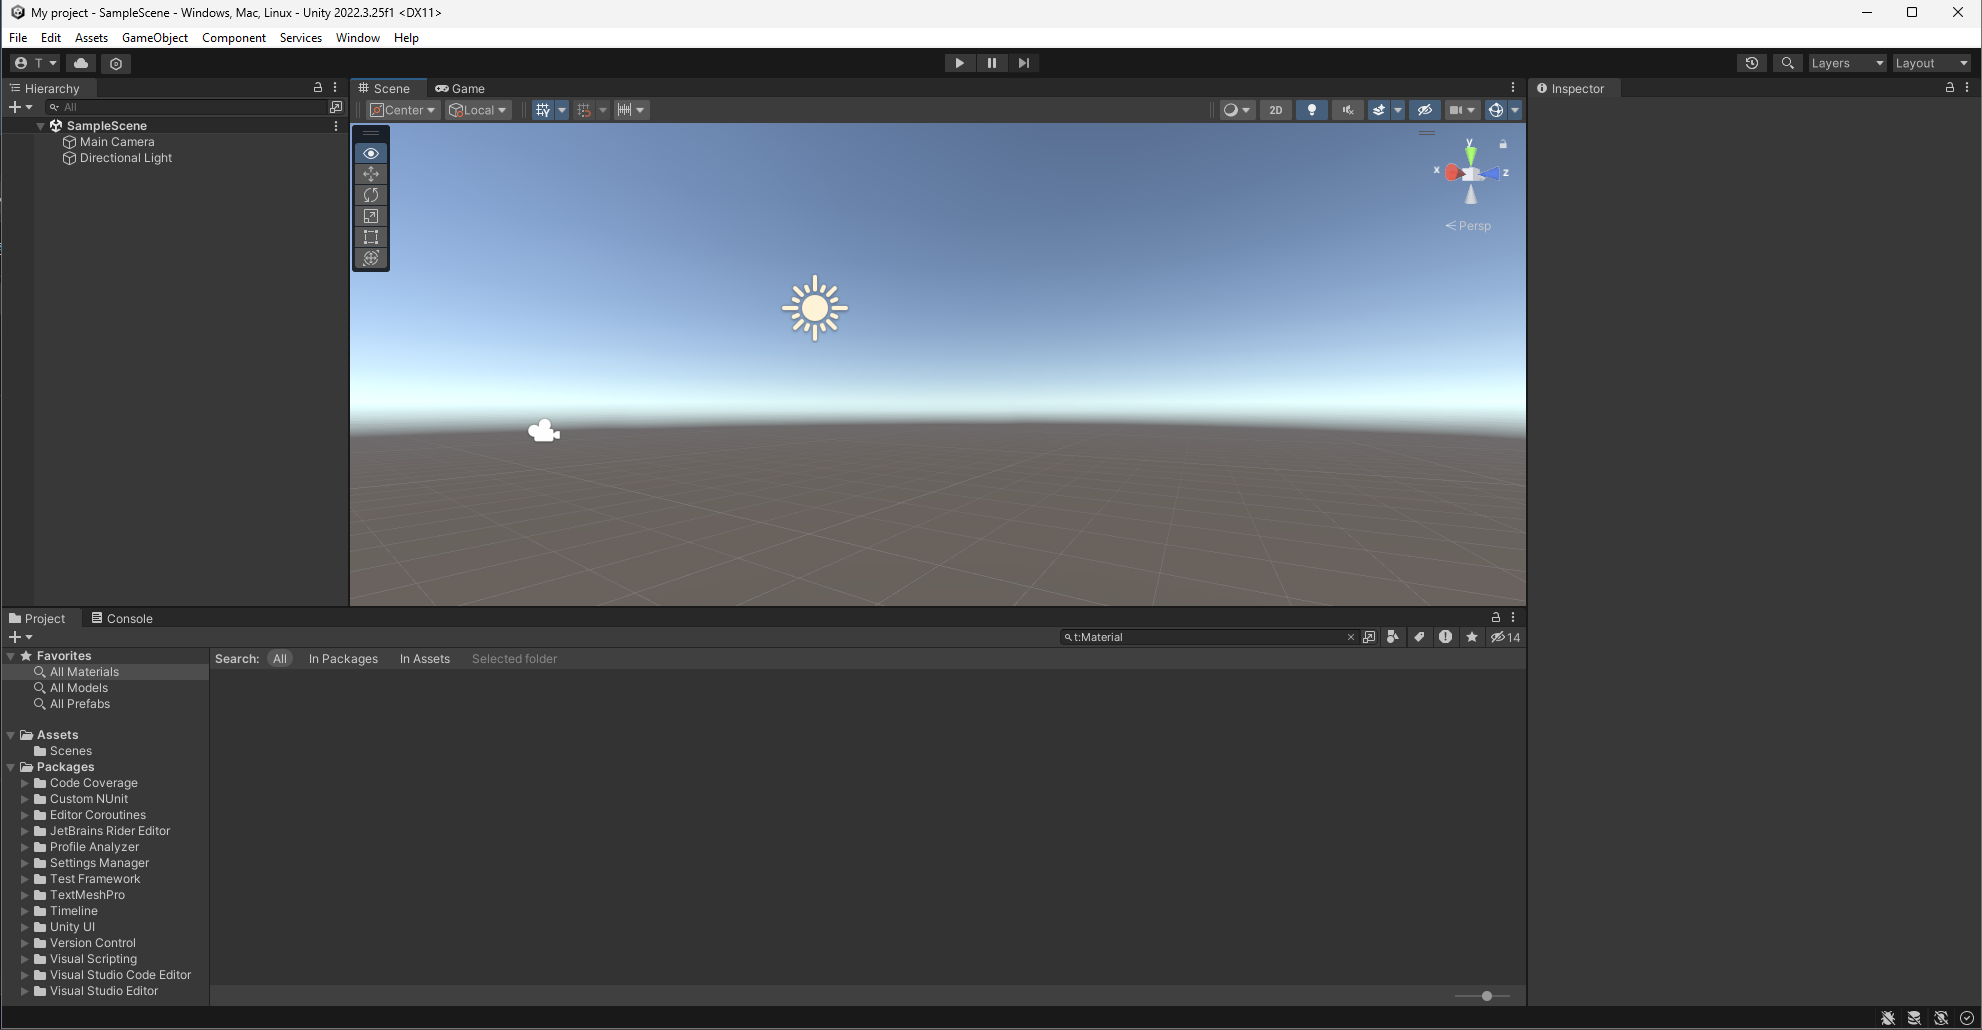 My project - SampleScene - Windows, Mac, Linux - Unity 2022.3.25f1 <DX11>
File Edit Assets GameObject Component Services Window Help
T
Layers Layout
Hierarchy
All
SampleScene
Main Camera
Directional Light
Scene Game
Center Local 2D
y
x z
Persp
Inspector
Project Console
t:Material 14
Favorites
All Materials
All Models
All Prefabs
Assets
Scenes
Packages
Code Coverage
Custom NUnit
Editor Coroutines
JetBrains Rider Editor
Profile Analyzer
Settings Manager
Test Framework
TextMeshPro
Timeline
Unity UI
Version Control
Visual Scripting
Visual Studio Code Editor
Visual Studio Editor
Search: All In Packages In Assets Selected folder